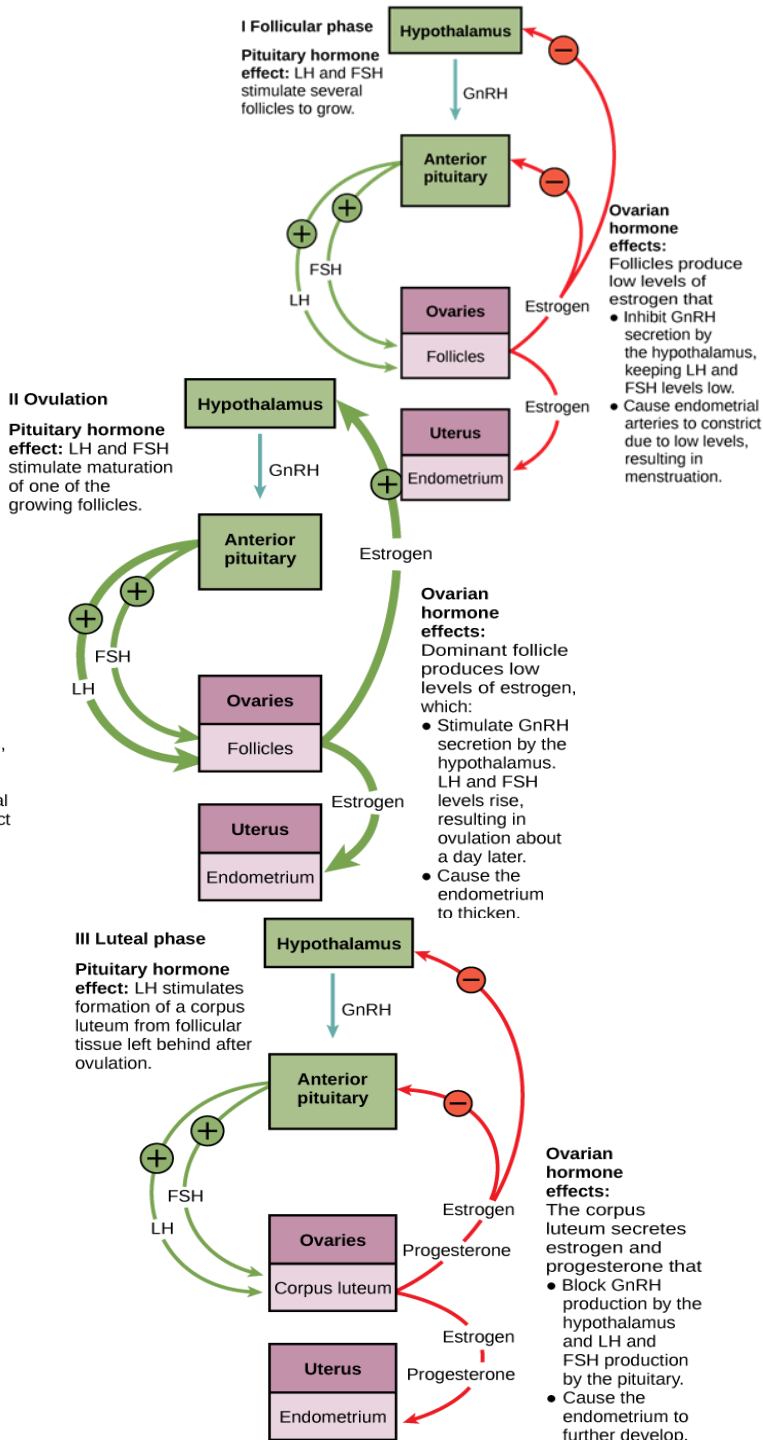 I Follicular phase
Pituitary hormone
effect: LH and FSH
stimulate several
follicles to grow.
Hypothalamus
GnRH
Anterior
pituitary
FSH
LH
Ovaries
Follicles
Estrogen
Estrogen
Uterus
Endometrium
Ovarian
hormone
effects:
Follicles produce
low levels of
estrogen that
● Inhibit GnRH
secretion by
the hypothalamus,
keeping LH and
FSH levels low.
● Cause endometrial
arteries to constrict
due to low levels,
resulting in
menstruation.
II Ovulation
Pituitary hormone
effect: LH and FSH
stimulate maturation
of one of the
growing follicles.
Hypothalamus
GnRH
Anterior
pituitary
Estrogen
FSH
LH
Ovaries
Follicles
Estrogen
Uterus
Endometrium
Ovarian
hormone
effects:
Dominant follicle
produces low
levels of estrogen,
which:
● Stimulate GnRH
secretion by the
hypothalamus.
LH and FSH
levels rise,
resulting in
ovulation about
a day later.
● Cause the
endometrium
to thicken.
,
al
ct
III Luteal phase
Pituitary hormone
effect: LH stimulates
formation of a corpus
luteum from follicular
tissue left behind after
ovulation.
Hypothalamus
GnRH
Anterior
pituitary
FSH
LH
Ovaries
Corpus luteum
Estrogen
Progesterone
Estrogen
Progesterone
Uterus
Endometrium
Ovarian
hormone
effects:
The corpus
luteum secretes
estrogen and
progesterone that
● Block GnRH
production by the
hypothalamus
and LH and
FSH production
by the pituitary.
● Cause the
endometrium to
further develop.